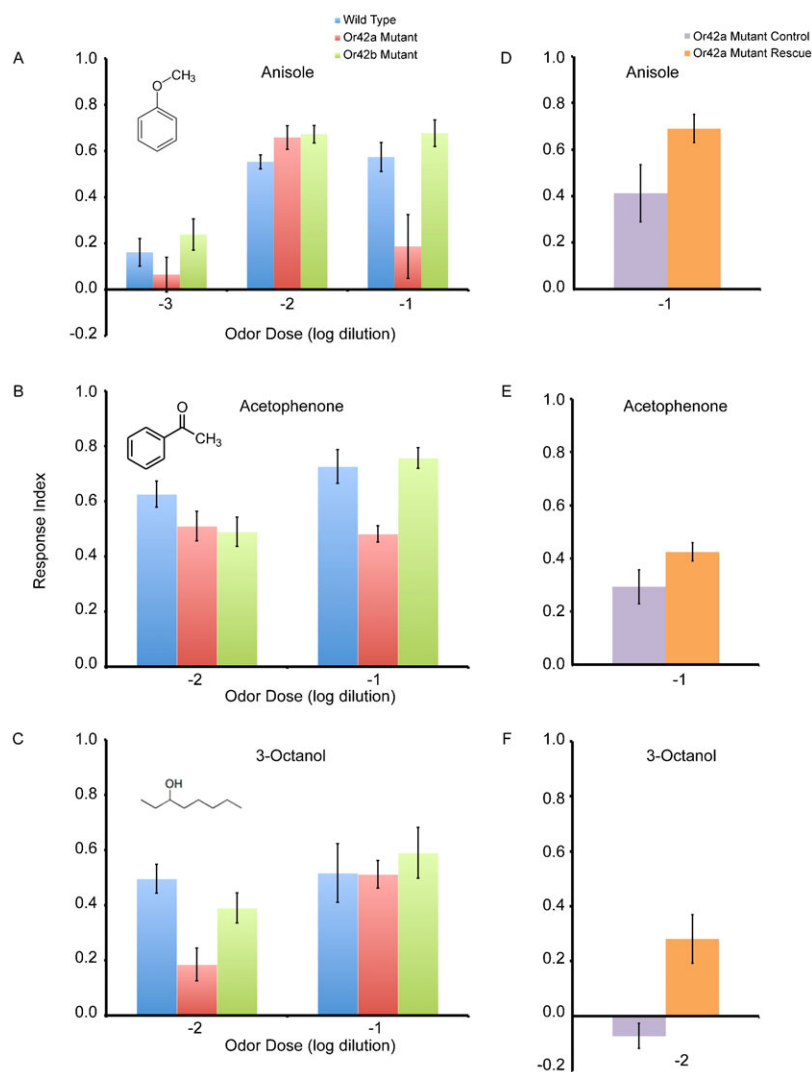 Wild Type
Or42a Mutant
Or42b Mutant
Or42a Mutant Control
Or42a Mutant Rescue
A
Anisole
O
CH3
1.0
0.8
0.6
0.4
0.2
0.0
-0.2
-3
-2
-1
Odor Dose (log dilution)
D
Anisole
1.0
0.8
0.6
0.4
0.2
0.0
-1
Response Index
B
Acetophenone
O
CH3
1.0
0.8
0.6
0.4
0.2
0.0
-2
-1
Odor Dose (log dilution)
E
Acetophenone
1.0
0.8
0.6
0.4
0.2
0.0
-1
C
3-Octanol
OH
1.0
0.8
0.6
0.4
0.2
0.0
-2
-1
Odor Dose (log dilution)
F
3-Octanol
1.0
0.8
0.6
0.4
0.2
0.0
-0.2
-2